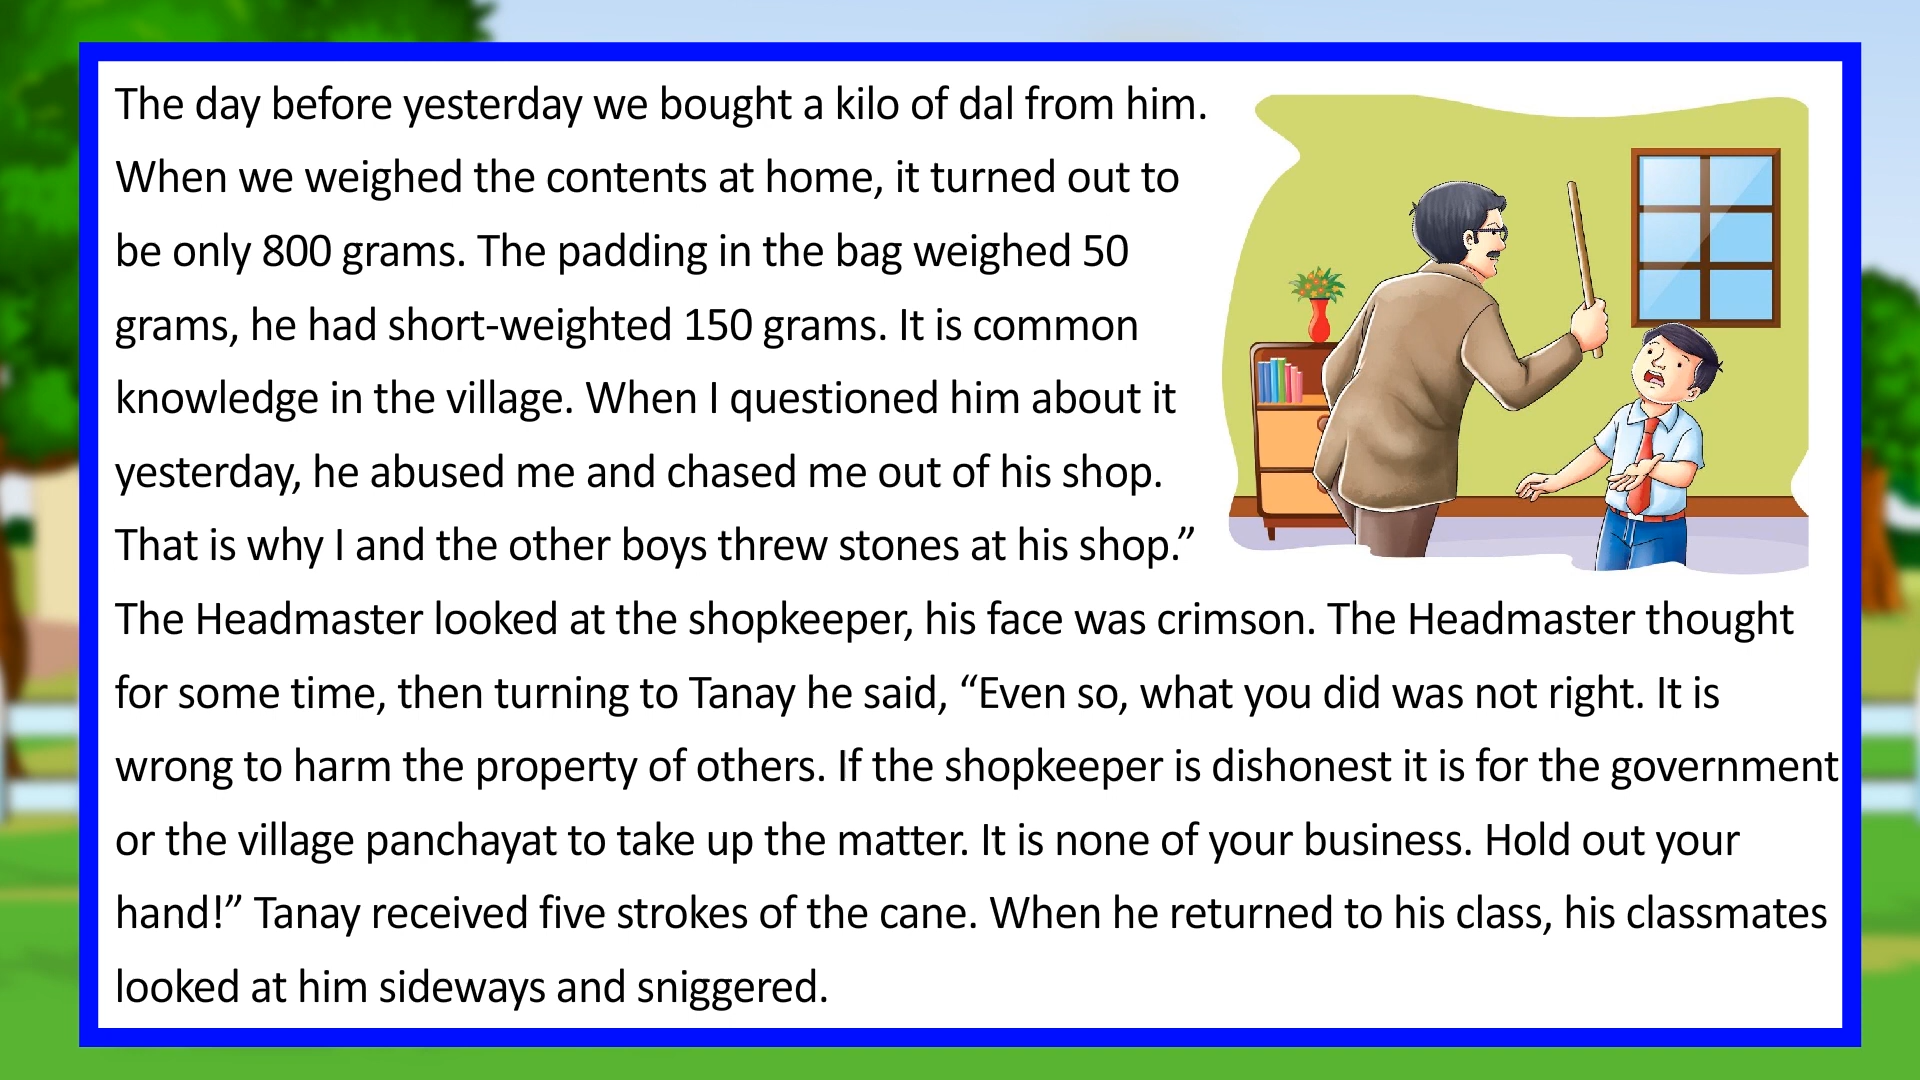 The day before yesterday we bought a kilo of dal from him.
When we weighed the contents at home, it turned out to
be only 800 grams. The padding in the bag weighed 50
grams, he had short-weighted 150 grams. It is common
knowledge in the village. When I questioned him about it
yesterday, he abused me and chased me out of his shop.
That is why I and the other boys threw stones at his shop.”
The Headmaster looked at the shopkeeper, his face was crimson. The Headmaster thought
for some time, then turning to Tanay he said, “Even so, what you did was not right. It is
wrong to harm the property of others. If the shopkeeper is dishonest it is for the government
or the village panchayat to take up the matter. It is none of your business. Hold out your
hand!” Tanay received five strokes of the cane. When he returned to his class, his classmates
looked at him sideways and sniggered.